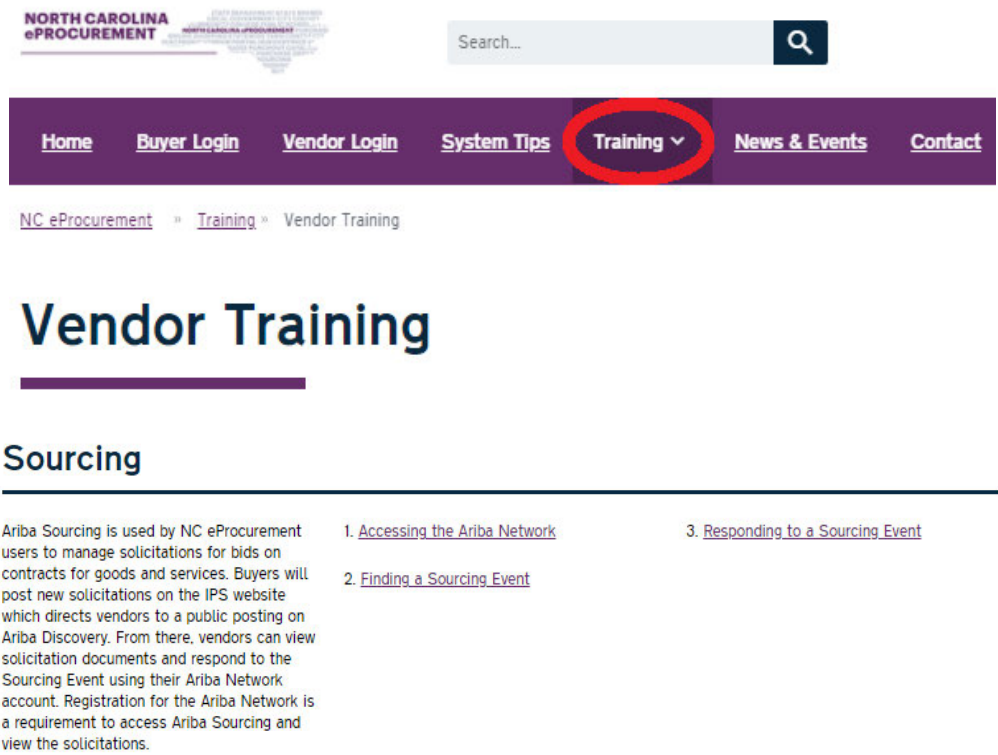 NORTH CAROLINA
ePROCUREMENT
NORTH CAROLINA ePROCUREMENT
Search...
Home Buyer Login Vendor Login System Tips Training News & Events Contact
NC eProcurement » Training » Vendor Training
Vendor Training
Sourcing
Ariba Sourcing is used by NC eProcurement
users to manage solicitations for bids on
contracts for goods and services. Buyers will
post new solicitations on the IPS website
which directs vendors to a public posting on
Ariba Discovery. From there, vendors can view
solicitation documents and respond to the
Sourcing Event using their Ariba Network
account. Registration for the Ariba Network is
a requirement to access Ariba Sourcing and
view the solicitations.
1. Accessing the Ariba Network
2. Finding a Sourcing Event
3. Responding to a Sourcing Event